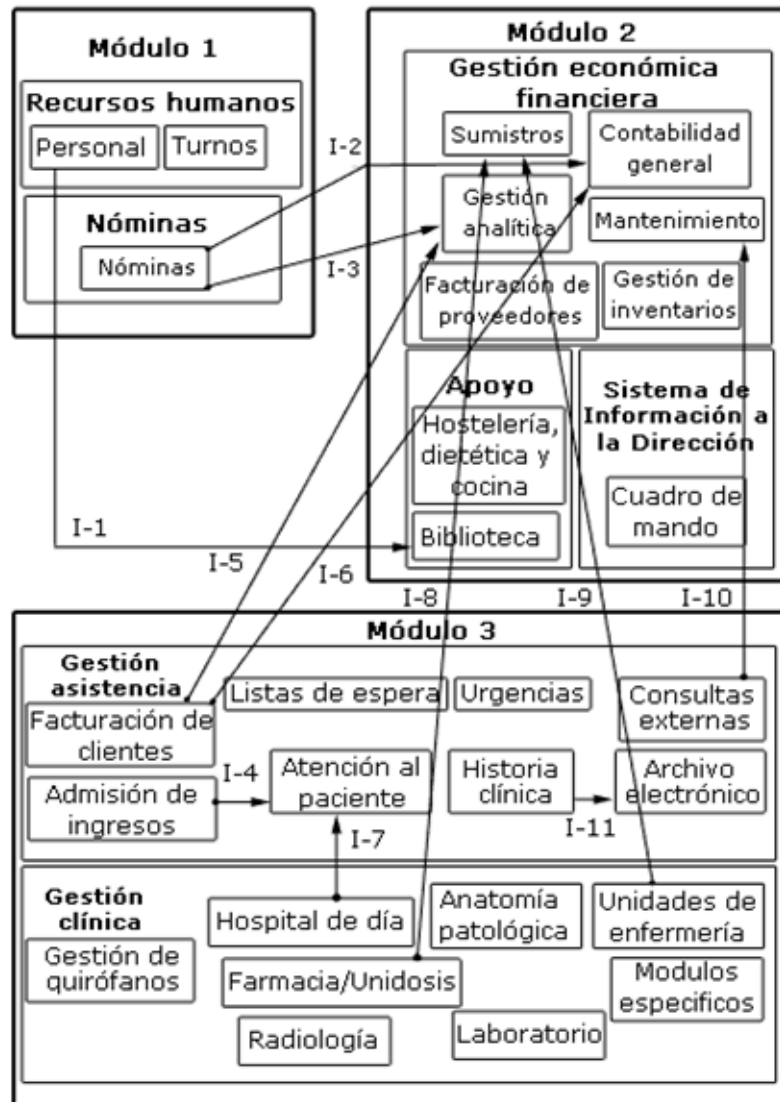 Módulo 1
Recursos humanos
Personal
Turnos
Nóminas
Nóminas
I-1
I-2
I-3
Módulo 2
Gestión económica
financiera
Sumistros
Contabilidad
general
Gestión
analítica
Mantenimiento
Facturación de
proveedores
Gestión de
inventarios
Apoyo
Hostelería,
dietética y
cocina
Biblioteca
Sistema de
Información a
la Dirección
Cuadro de
mando
I-5
I-6
I-8
I-9
I-10
Módulo 3
Gestión
asistencia
Listas de espera
Urgencias
Consultas
externas
Facturación de
clientes
Admisión de
ingresos
I-4
Atención al
paciente
Historia
clínica
Archivo
electrónico
I-7
I-11
Gestión
clínica
Hospital de día
Anatomía
patológica
Unidades de
enfermería
Gestión de
quirófanos
Farmacia/Unidosis
Modulos
especificos
Radiología
Laboratorio